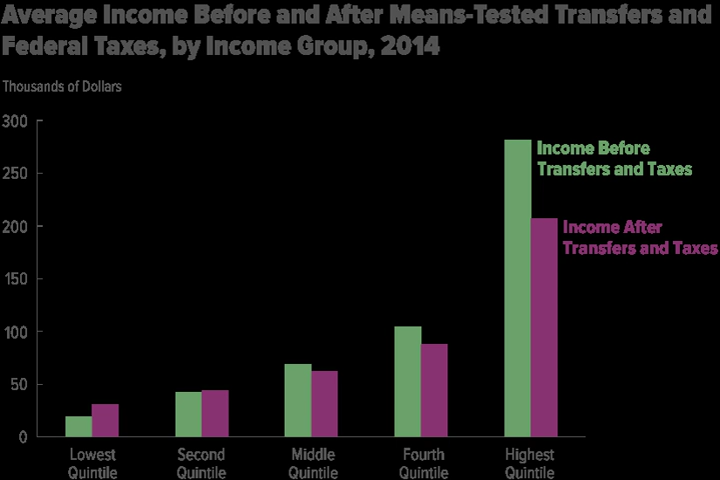 Average Income Before and After Means-Tested Transfers and
Federal Taxes, by Income Group, 2014
Thousands of Dollars
300
250
200
150
100
50
0
Income Before
Transfers and Taxes
Income After
Transfers and Taxes
Lowest
Quintile
Second
Quintile
Middle
Quintile
Fourth
Quintile
Highest
Quintile